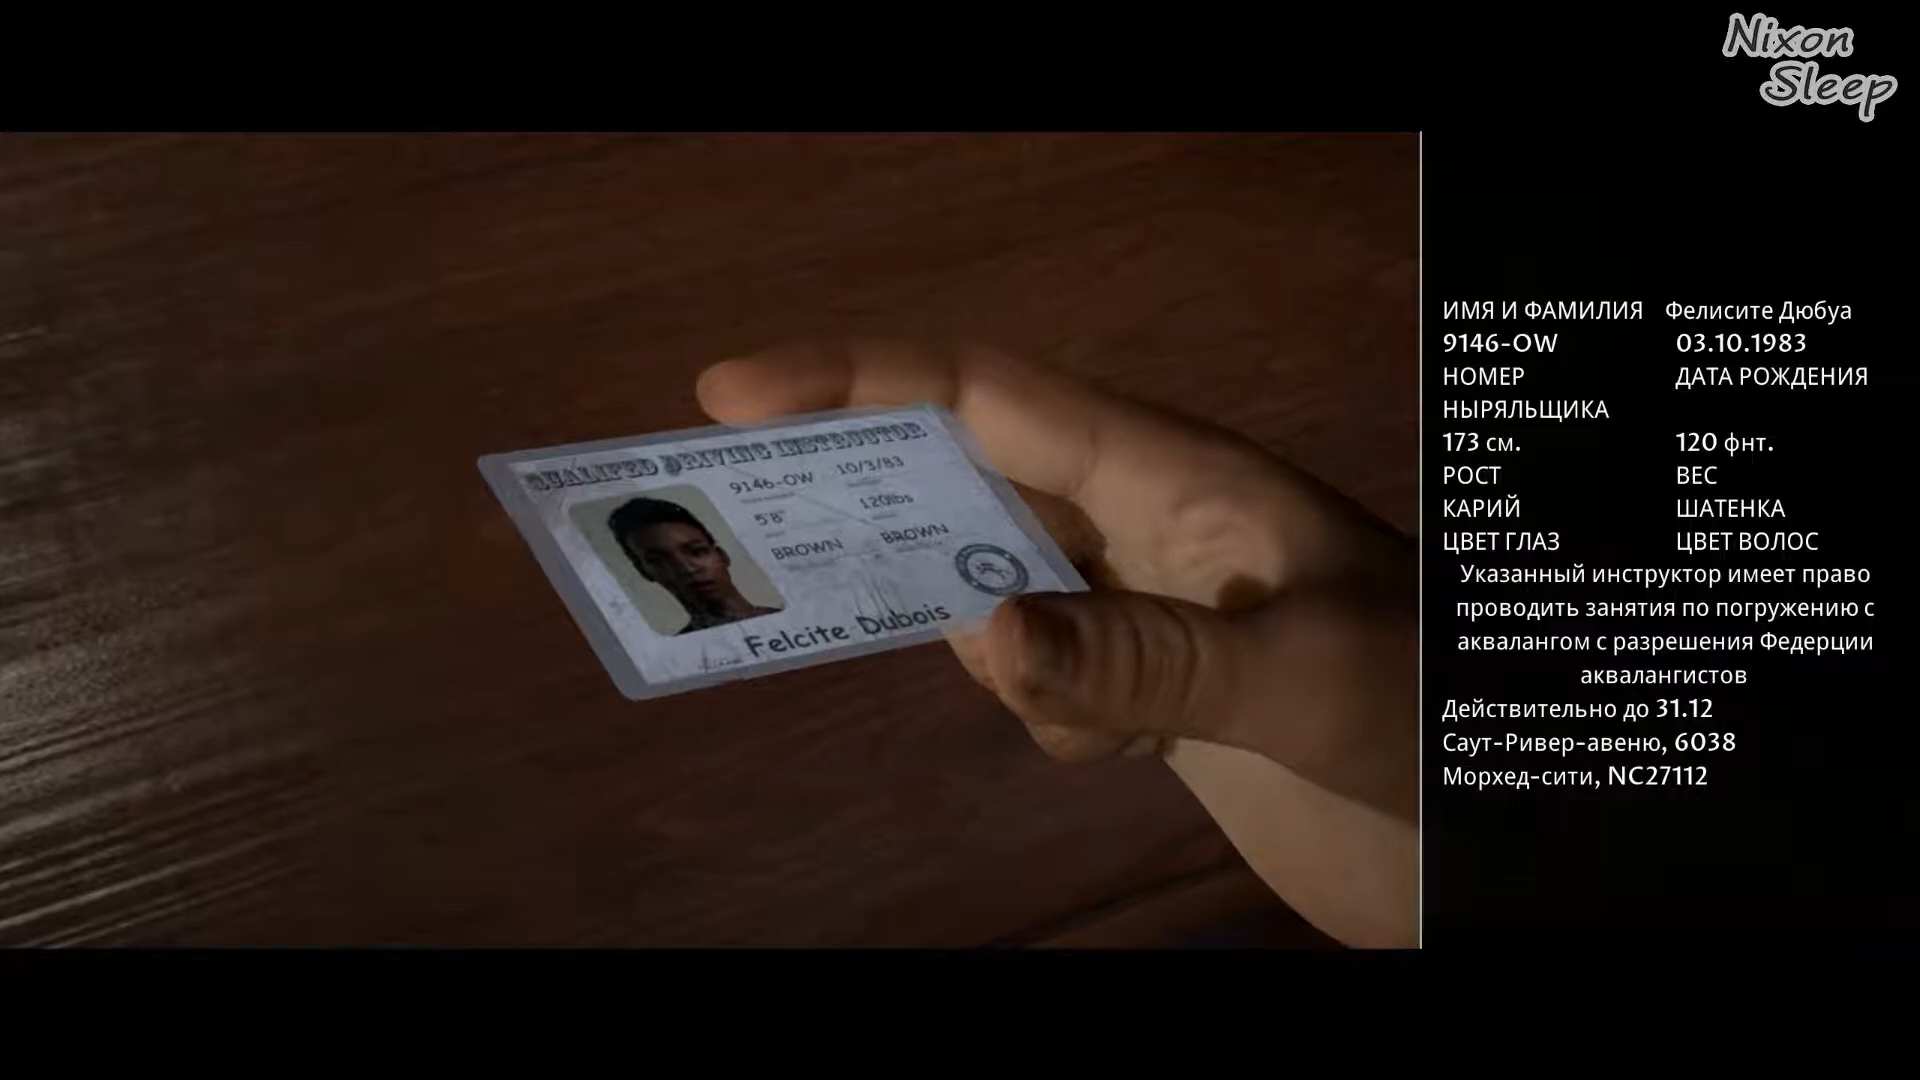 Nixon
Sleep
QUALIFED DRIVING INSTRUCTOR
9146-OW 10/3/83
5'8" 120lbs
BROWN BROWN
Felcite Dubois
ИМЯ И ФАМИЛИЯ Фелисите Дюбуа
9146-OW 03.10.1983
НОМЕР ДАТА РОЖДЕНИЯ
НЫРЯЛЬЩИКА
173 см. 120 фнт.
РОСТ ВЕС
КАРИЙ ШАТЕНКА
ЦВЕТ ГЛАЗ ЦВЕТ ВОЛОС
Указанный инструктор имеет право
проводить занятия по погружению с
аквалангом с разрешения Федерции
аквалангистов
Действительно до 31.12
Саут-Ривер-авеню, 6038
Морхед-сити, NC27112